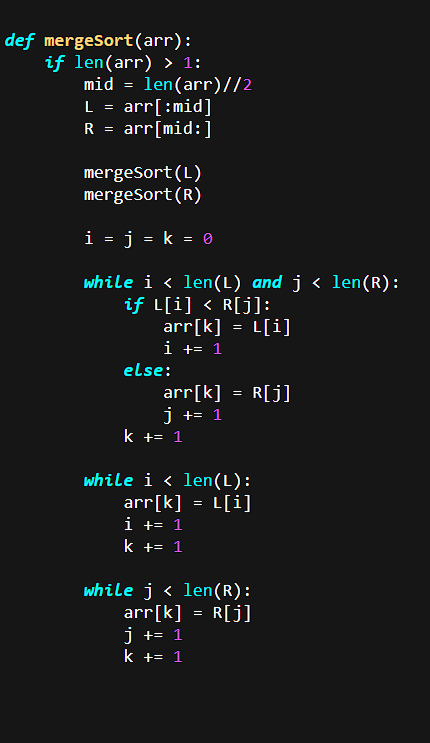 def mergeSort(arr):
    if len(arr) > 1:
        mid = len(arr)//2
        L = arr[:mid]
        R = arr[mid:]
        mergeSort(L)
        mergeSort(R)
        i = j = k = 0
        while i < len(L) and j < len(R):
            if L[i] < R[j]:
                arr[k] = L[i]
                i += 1
            else:
                arr[k] = R[j]
                j += 1
            k += 1
        while i < len(L):
            arr[k] = L[i]
            i += 1
            k += 1
        while j < len(R):
            arr[k] = R[j]
            j += 1
            k += 1